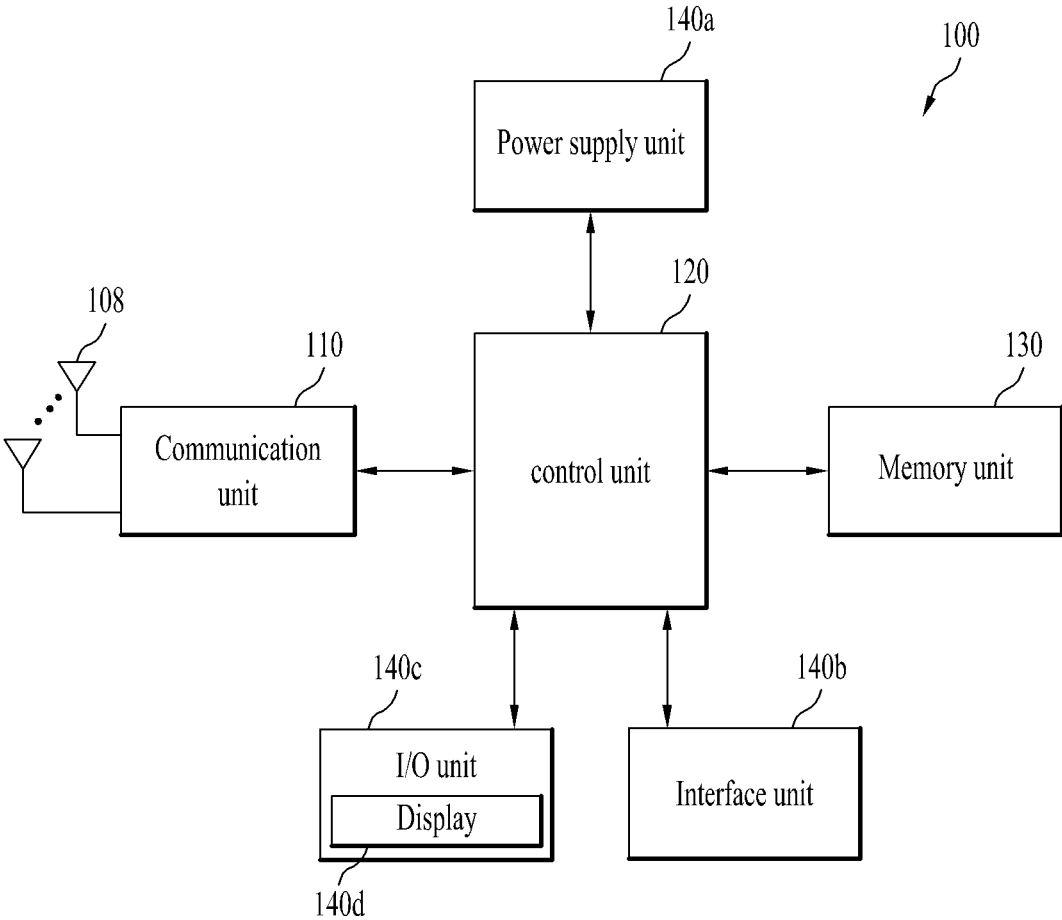 140a
100
Power supply unit
120
108
110
130
Communication
unit
control unit
Memory unit
140c
140b
I/O unit
Display
Interface unit
140d